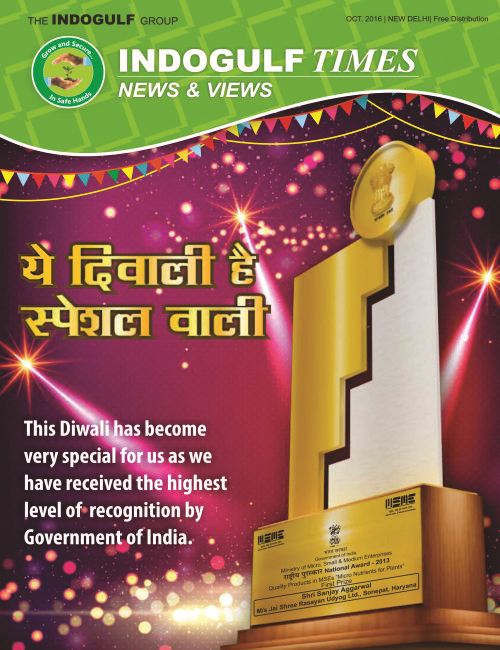 THE INDOGULF GROUP
OCT, 2016 | NEW DELHI| Free Distribution
Grow and Secure...
In Safe Hands
INDOGULF TIMES
NEWS & VIEWS
ये दिवाली है
स्पेशल वाली
This Diwali has become
very special for us as we
have received the highest
level of recognition by
Government of India.
MSME
MSME
भारत सरकार
Government of India
Ministry of Micro, Small & Medium Enterprises
राष्ट्रीय पुरस्कार National Award - 2013
Quality Products in MSEs "Micro Nutrients for Plants"
First Prize
Shri Sanjay Aggarwal
M/s Jai Shree Rasayan Udyog Ltd., Sonepat, Haryana